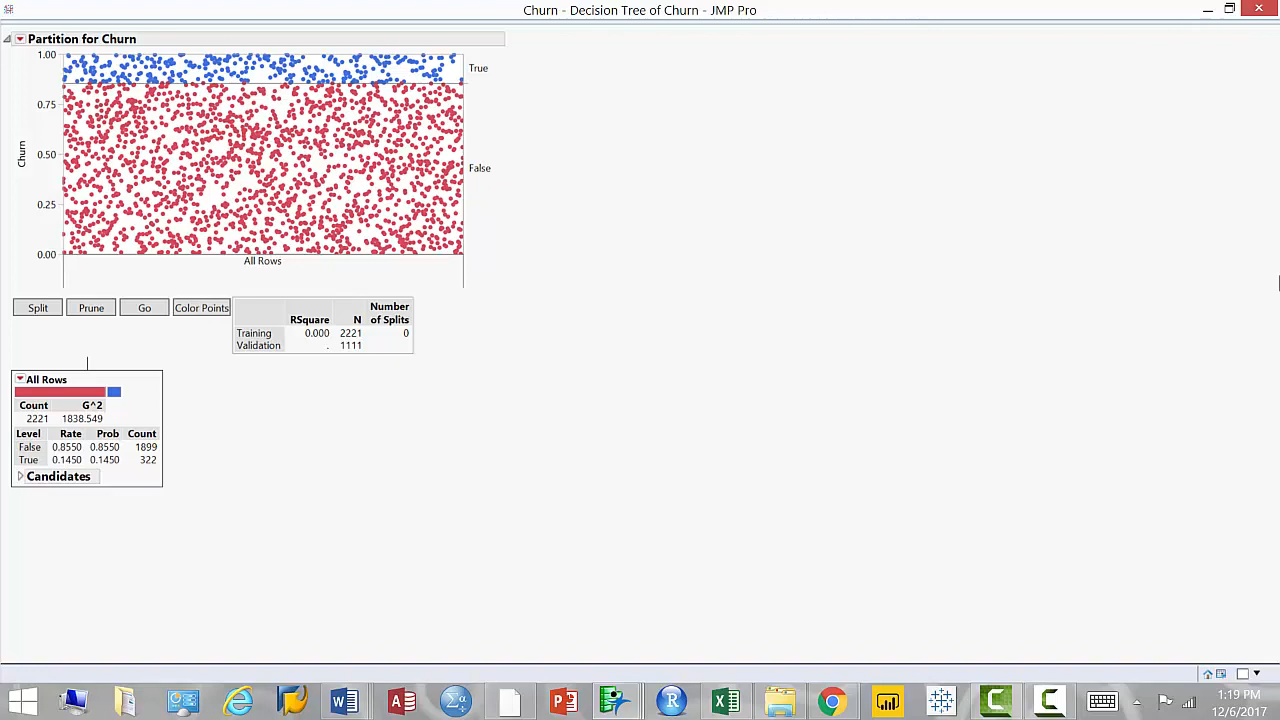 Churn - Decision Tree of Churn - JMP Pro
Partition for Churn
1.00
True
0.75
Churn
0.50
False
0.25
0.00
All Rows
Split Prune Go Color Points
RSquare N Number of Splits
Training 0.000 2221 0
Validation . 1111
All Rows
Count G^2
2221 1838.549
Level Rate Prob Count
False 0.8550 0.8550 1899
True 0.1450 0.1450 322
Candidates
1:19 PM
12/6/2017